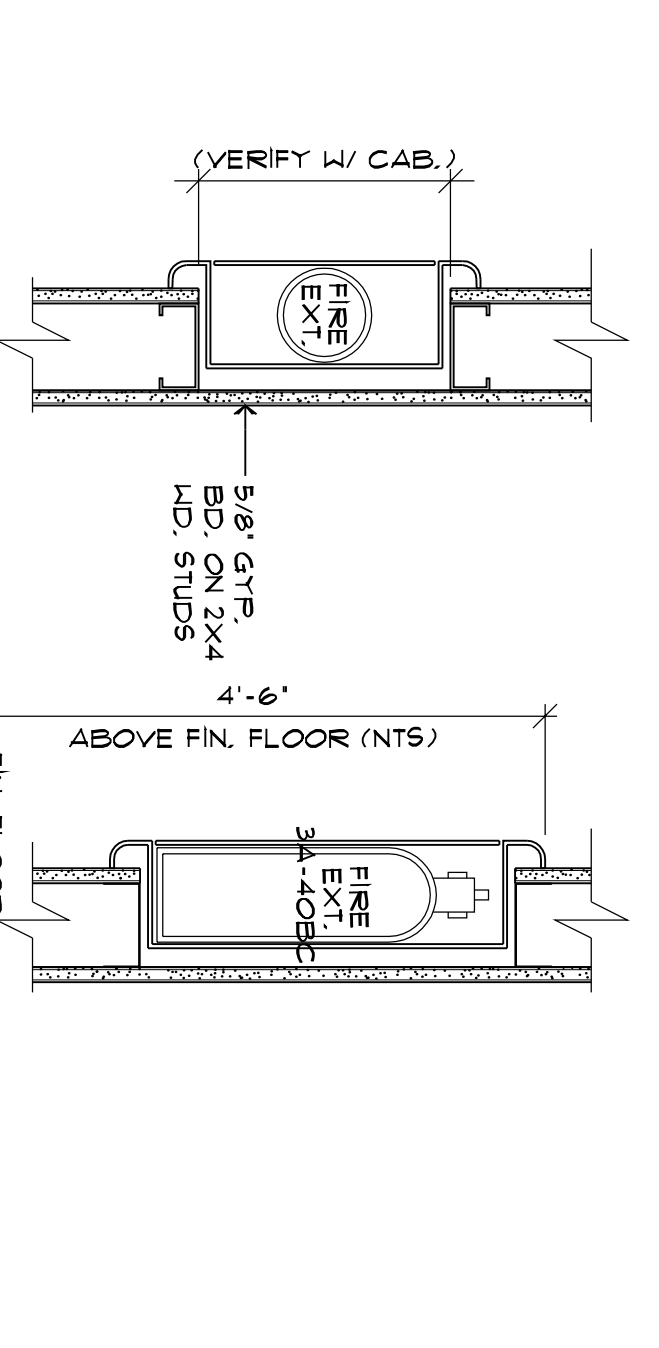 (VERIFY W/ CAB.)
FIRE
EXT.
5/8" GYP.
BD. ON 2X4
WD. STUDS
4'-6"
ABOVE FIN. FLOOR (NTS)
FIRE
EXT.
3A-40BC